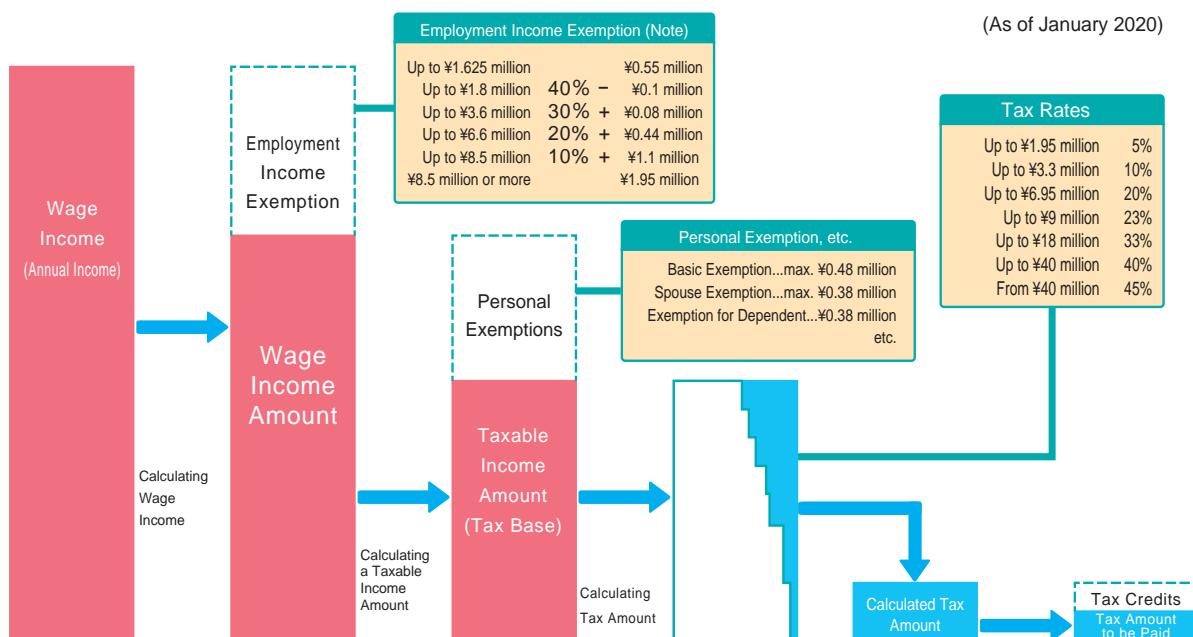 (As of January 2020)
Employment Income Exemption (Note)
Up to ¥1.625 million ¥0.55 million
Up to ¥1.8 million 40% − ¥0.1 million
Up to ¥3.6 million 30% + ¥0.08 million
Up to ¥6.6 million 20% + ¥0.44 million
Up to ¥8.5 million 10% + ¥1.1 million
¥8.5 million or more ¥1.95 million
Tax Rates
Up to ¥1.95 million 5%
Up to ¥3.3 million 10%
Up to ¥6.95 million 20%
Up to ¥9 million 23%
Up to ¥18 million 33%
Up to ¥40 million 40%
From ¥40 million 45%
Personal Exemption, etc.
Basic Exemption...max. ¥0.48 million
Spouse Exemption...max. ¥0.38 million
Exemption for Dependent...¥0.38 million
etc.
Wage
Income
(Annual Income)
Calculating
Wage
Income
Employment
Income
Exemption
Wage
Income
Amount
Calculating
a Taxable
Income
Amount
Personal
Exemptions
Taxable
Income
Amount
(Tax Base)
Calculating
Tax Amount
Calculated Tax
Amount
Tax Credits
Tax Amount
to be Paid